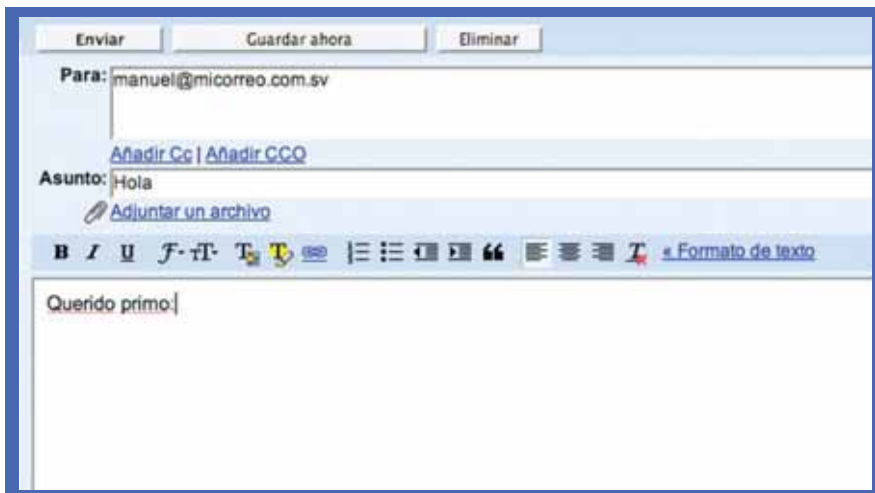 Enviar Guardar ahora Eliminar
Para: manuel@micorreo.com.sv
Añadir Cc | Añadir CCO
Asunto: Hola
Adjuntar un archivo
B I U « Formato de texto
Querido primo: